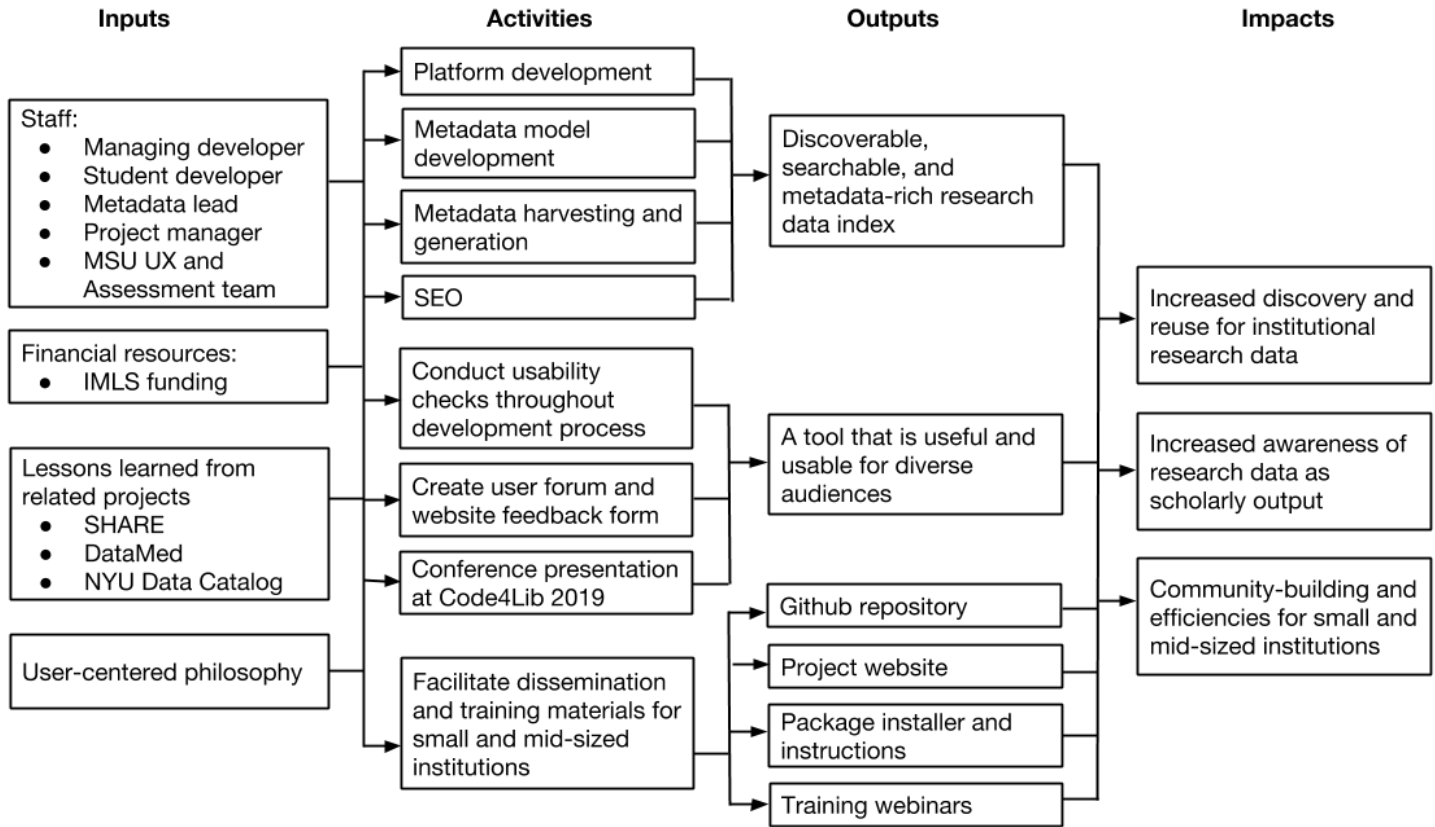 Inputs
Activities
Outputs
Impacts
Staff:
● Managing developer
● Student developer
● Metadata lead
● Project manager
● MSU UX and
Assessment team
Financial resources:
● IMLS funding
Lessons learned from
related projects
● SHARE
● DataMed
● NYU Data Catalog
User-centered philosophy
Platform development
Metadata model
development
Metadata harvesting and
generation
SEO
Conduct usability
checks throughout
development process
Create user forum and
website feedback form
Conference presentation
at Code4Lib 2019
Facilitate dissemination
and training materials for
small and mid-sized
institutions
Discoverable,
searchable, and
metadata-rich research
data index
A tool that is useful and
usable for diverse
audiences
Github repository
Project website
Package installer and
instructions
Training webinars
Increased discovery and
reuse for institutional
research data
Increased awareness of
research data as
scholarly output
Community-building and
efficiencies for small and
mid-sized institutions